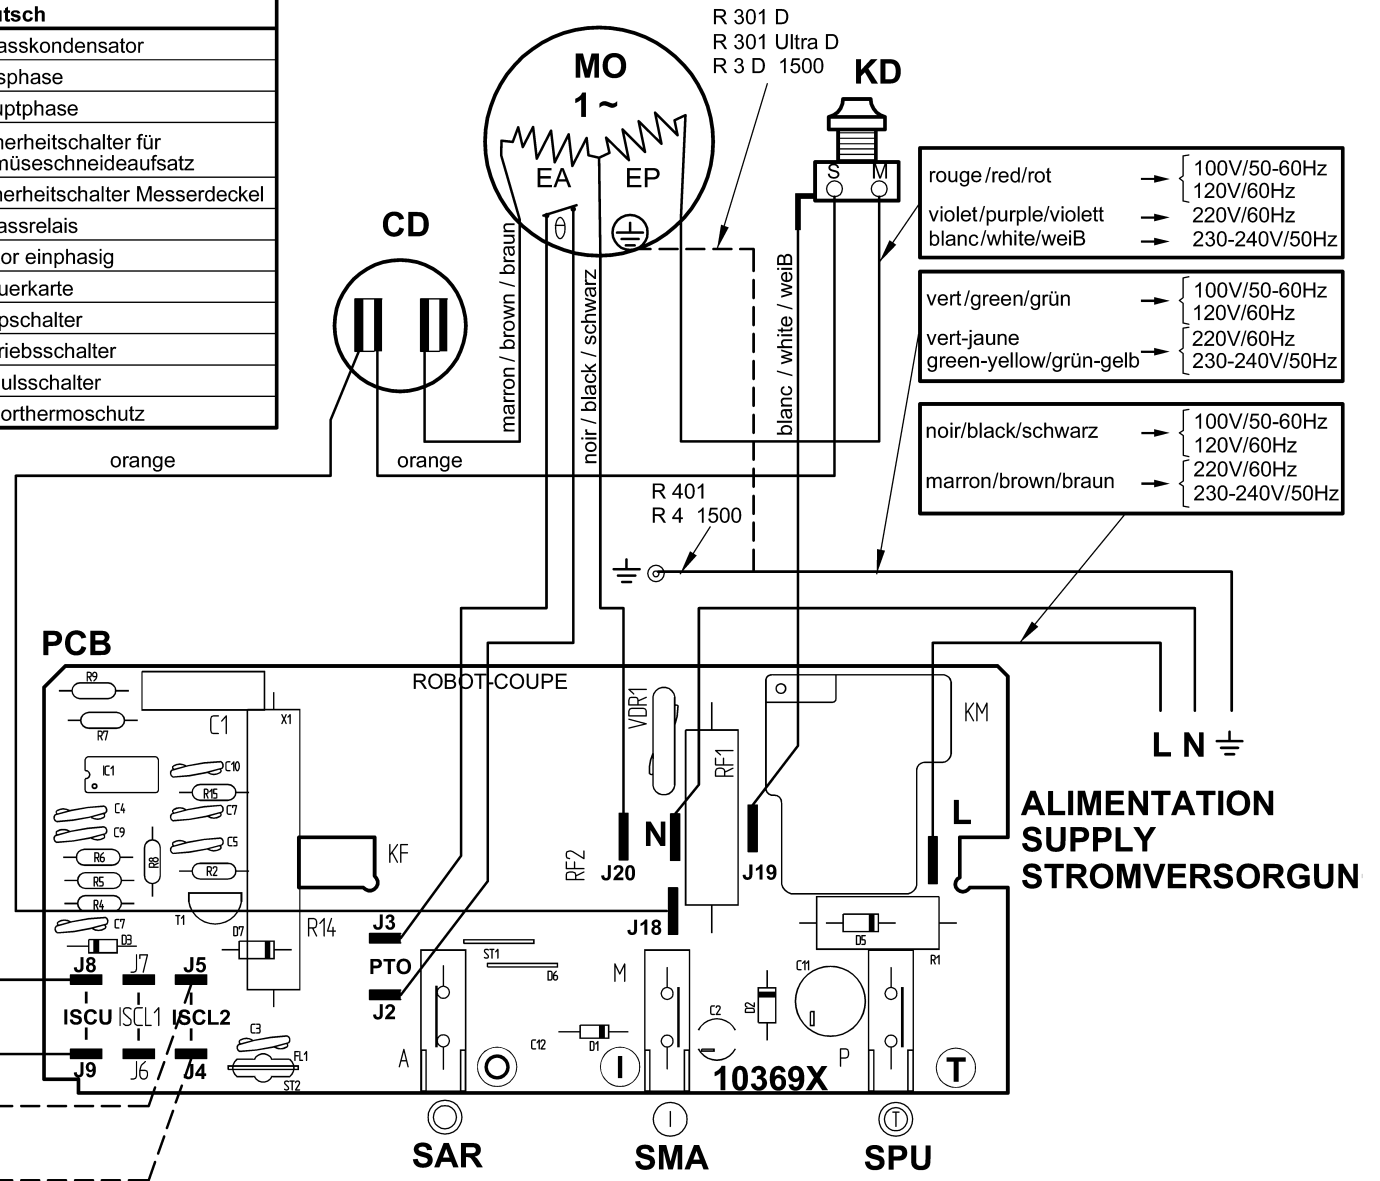 utsch
asskondensator
sphase
uptphase
nerheitschalter für
müseschneideaufsatz
herheitschalter Messerdeckel
assrelais
or einphasig
uerkarte
pschalter
riebsschalter
ulsschalter
orthermoschutz
R 301 D
R 301 Ultra D
R 3 D 1500
MO
1 ~
EA
EP
θ
KD
S
M
CD
marron / brown / braun
noir / black / schwarz
blanc / white / weiB
rouge/red/rot
100V/50-60Hz
120V/60Hz
violet/purple/violett
220V/60Hz
blanc/white/weiB
230-240V/50Hz
vert/green/grün
100V/50-60Hz
120V/60Hz
vert-jaune
green-yellow/grün-gelb
220V/60Hz
230-240V/50Hz
noir/black/schwarz
100V/50-60Hz
120V/60Hz
marron/brown/braun
220V/60Hz
230-240V/50Hz
orange
orange
R 401
R 4 1500
PCB
ROBOT-COUPE
L N
ALIMENTATION
SUPPLY
STROMVERSORGUN
R9
R7
C1
X1
IC1
C10
R15
C4
C7
C9
C5
R6
R8
R2
R5
R4
C7
T1
D3
D7
R14
KF
VDR1
RF1
KM
RF2
N
L
J20
J19
J18
J3
PTO
J2
J8
J7
J5
ISCU
ISCL1
ISCL2
J9
J6
J4
C3
FL1
ST2
ST1
D6
C12
D1
M
C2
D2
C11
D5
R1
A
P
O
I
T
10369X
I
T
SAR
SMA
SPU